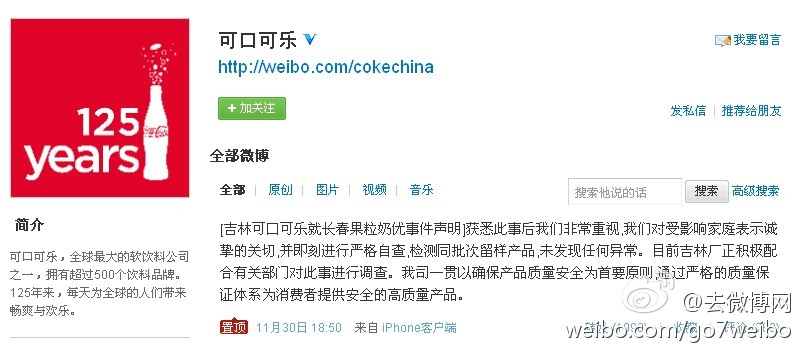 可口可乐
http://weibo.com/cokechina
我要留言
+ 加关注
发私信 | 推荐给朋友
125
years
全部微博
全部 | 原创 | 图片 | 视频 | 音乐
搜索他说的话 搜索 高级搜索
简介
可口可乐，全球最大的软饮料公司
之一，拥有超过500个饮料品牌。
125年来，每天为全球的人们带来
畅爽与欢乐。
[吉林可口可乐就长春果粒奶优事件声明]获悉此事后我们非常重视,我们对受影响家庭表示诚
挚的关切,并即刻进行严格自查,检测同批次留样产品,未发现任何异常。目前吉林厂正积极配
合有关部门对此事进行调查。我司一贯以确保产品质量安全为首要原则,通过严格的质量保
证体系为消费者提供安全的高质量产品。
置顶 11月30日 18:50 来自 iPhone客户端
@去微博网
weibo.com/go7weibo